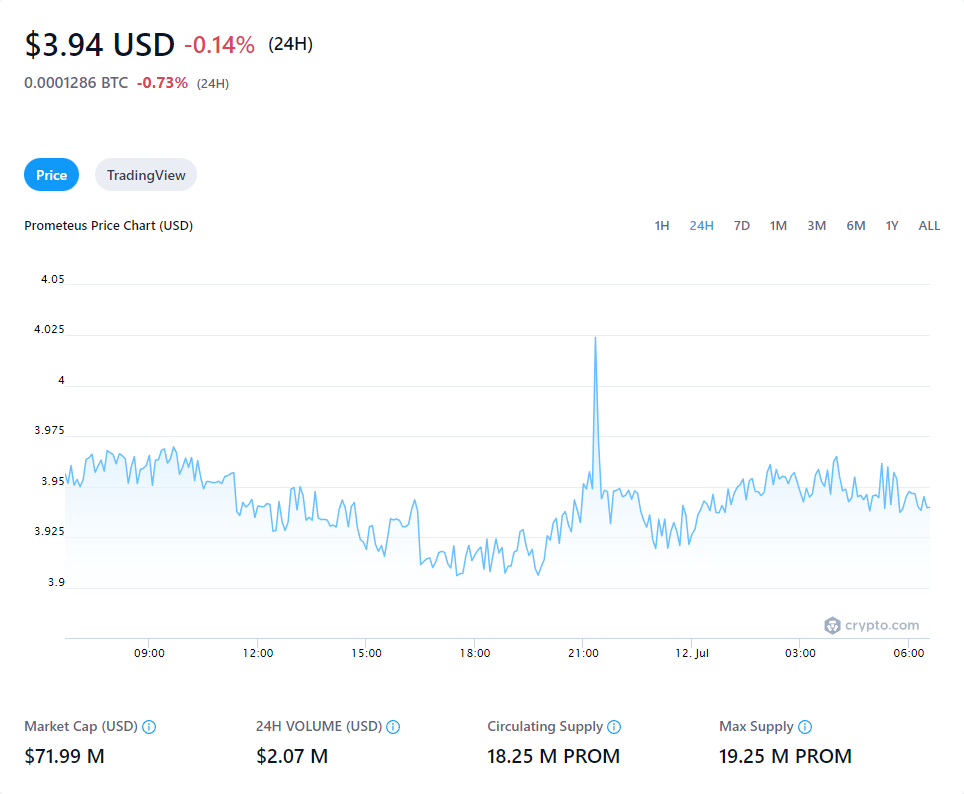 $3.94 USD -0.14% (24H)
0.0001286 BTC -0.73% (24H)
Price TradingView
Prometeus Price Chart (USD) 1H 24H 7D 1M 3M 6M 1Y ALL
4.05
4.025
4
3.975
3.95
3.925
3.9
crypto.com
09:00 12:00 15:00 18:00 21:00 12. Jul 03:00 06:00
Market Cap (USD) 24H VOLUME (USD) Circulating Supply Max Supply
$71.99 M $2.07 M 18.25 M PROM 19.25 M PROM